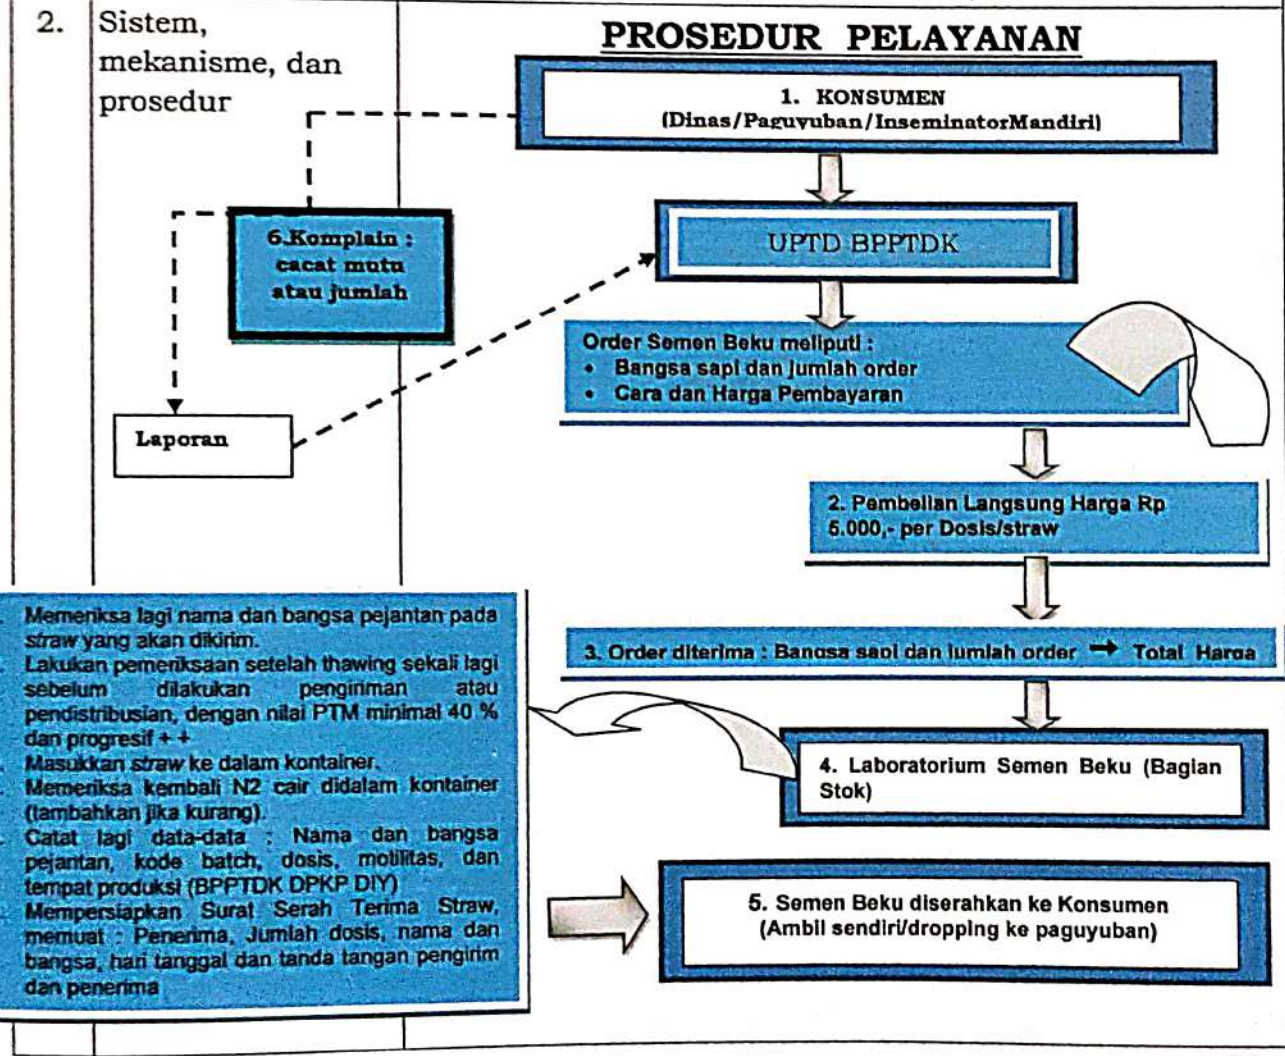 2. Sistem,
mekanisme, dan
prosedur
PROSEDUR PELAYANAN
1. KONSUMEN
(Dinas/Paguyuban/InseminatorMandiri)
UPTD BPPTDK
6.Komplain :
cacat mutu
atau jumlah
Order Semen Beku meliputi :
• Bangsa sapi dan jumlah order
• Cara dan Harga Pembayaran
Laporan
2. Pembelian Langsung Harga Rp
5.000,- per Dosis/straw
3. Order diterima : Bangsa sapi dan jumlah order → Total Harga
Memeriksa lagi nama dan bangsa pejantan pada
straw yang akan dikirim.
Lakukan pemeriksaan setelah thawing sekali lagi
sebelum dilakukan pengiriman atau
pendistribusian, dengan nilai PTM minimal 40 %
dan progresif + +
Masukkan straw ke dalam kontainer.
Memeriksa kembali N2 cair didalam kontainer
(tambahkan jika kurang).
Catat lagi data-data : Nama dan bangsa
pejantan, kode batch, dosis, motilitas, dan
tempat produksi (BPPTDK DPKP DIY)
Mempersiapkan Surat Serah Terima Straw,
memuat : Penerima, Jumlah dosis, nama dan
bangsa, hari tanggal dan tanda tangan pengirim
dan penerima
4. Laboratorium Semen Beku (Bagian
Stok)
5. Semen Beku diserahkan ke Konsumen
(Ambil sendiri/dropping ke paguyuban)